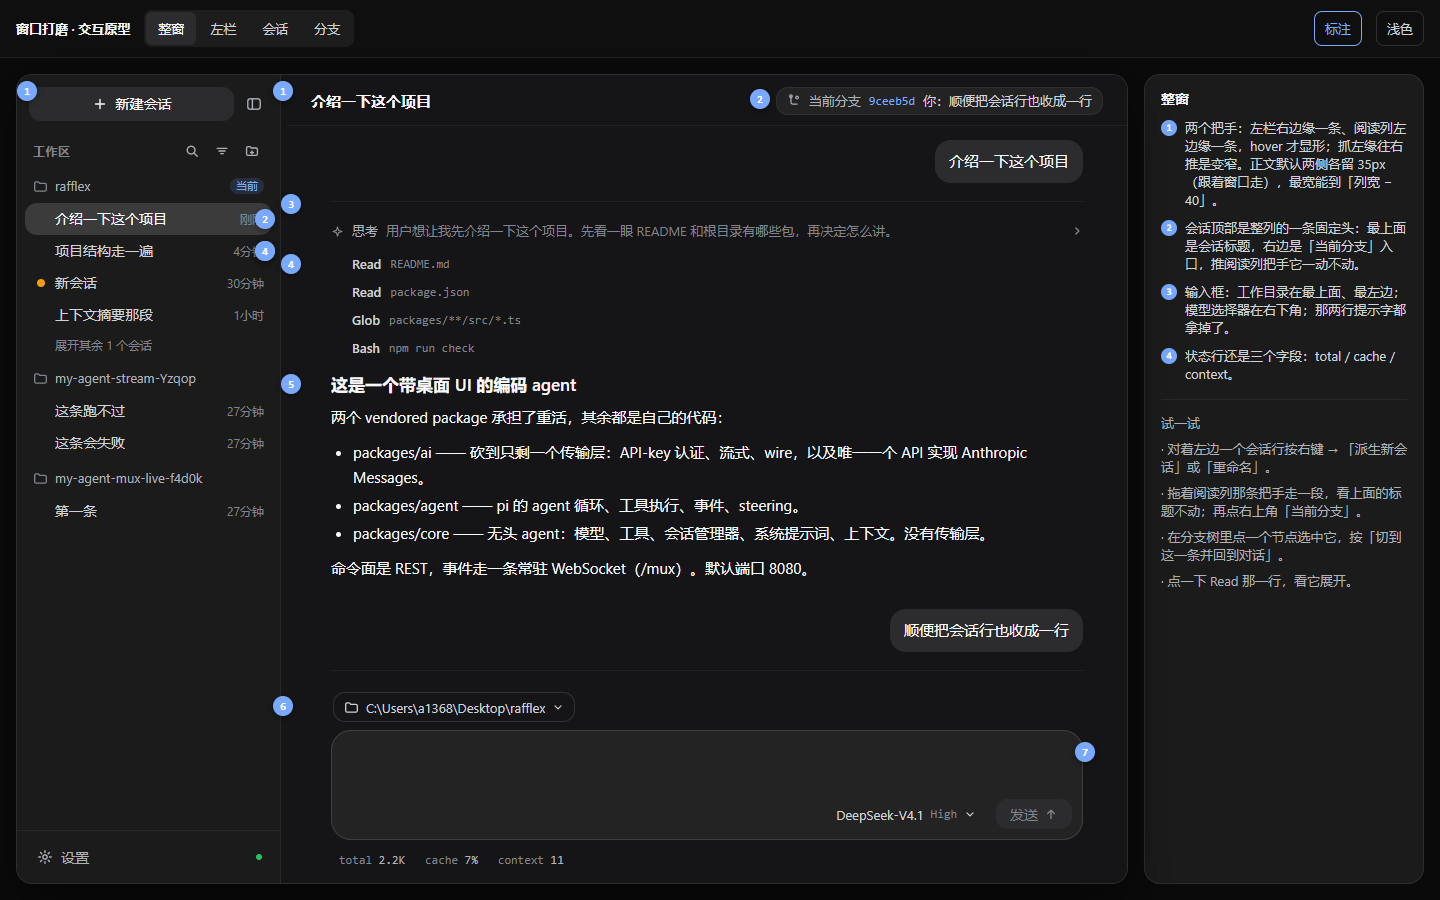 窗口打磨 · 交互原型
整窗
左栏
会话
分支
标注
浅色
1
+ 新建会话
工作区
rafflex 当前
介绍一下这个项目 刚 2
项目结构走一遍 4分 4
新会话 30分钟
上下文摘要那段 1小时
展开其余 1 个会话
my-agent-stream-Yzqop
这条跑不过 27分钟
这条会失败 27分钟
my-agent-mux-live-f4d0k
第一条 27分钟
设置
1
介绍一下这个项目
2
当前分支 9ceeb5d 你：顺便把会话行也收成一行
介绍一下这个项目
3
思考 用户想让我先介绍一下这个项目。先看一眼 README 和根目录有哪些包，再决定怎么讲。
4
Read README.md
Read package.json
Glob packages/**/src/*.ts
Bash npm run check
5
这是一个带桌面 UI 的编码 agent
两个 vendored package 承担了重活，其余都是自己的代码：
• packages/ai —— 砍到只剩一个传输层：API-key 认证、流式、wire，以及唯一一个 API 实现 Anthropic
Messages。
• packages/agent —— pi 的 agent 循环、工具执行、事件、steering。
• packages/core —— 无头 agent：模型、工具、会话管理器、系统提示词、上下文。没有传输层。
命令面是 REST，事件走一条常驻 WebSocket（/mux）。默认端口 8080。
顺便把会话行也收成一行
6
C:\Users\a1368\Desktop\rafflex
7
DeepSeek-V4.1 High
发送 ↑
total 2.2K cache 7% context 11
整窗
1 两个把手：左栏右边缘一条、阅读列左
边缘一条，hover 才显形；抓左缘往右
推是变窄。正文默认两侧各留 35px
（跟着窗口走），最宽能到「列宽 −
40」。
2 会话顶部是整列的一条固定头：最上面
是会话标题，右边是「当前分支」入
口，推阅读列把手它一动不动。
3 输入框：工作目录在最上面、最左边；
模型选择器在右下角；那两行提示字都
拿掉了。
4 状态行还是三个字段：total / cache /
context。
试一试
· 对着左边一个会话行按右键 → 「派生新会
话」或「重命名」。
· 拖着阅读列那条把手走一段，看上面的标
题不动；再点右上角「当前分支」。
· 在分支树里点一个节点选中它，按「切到
这一条并回到对话」。
· 点一下 Read 那一行，看它展开。